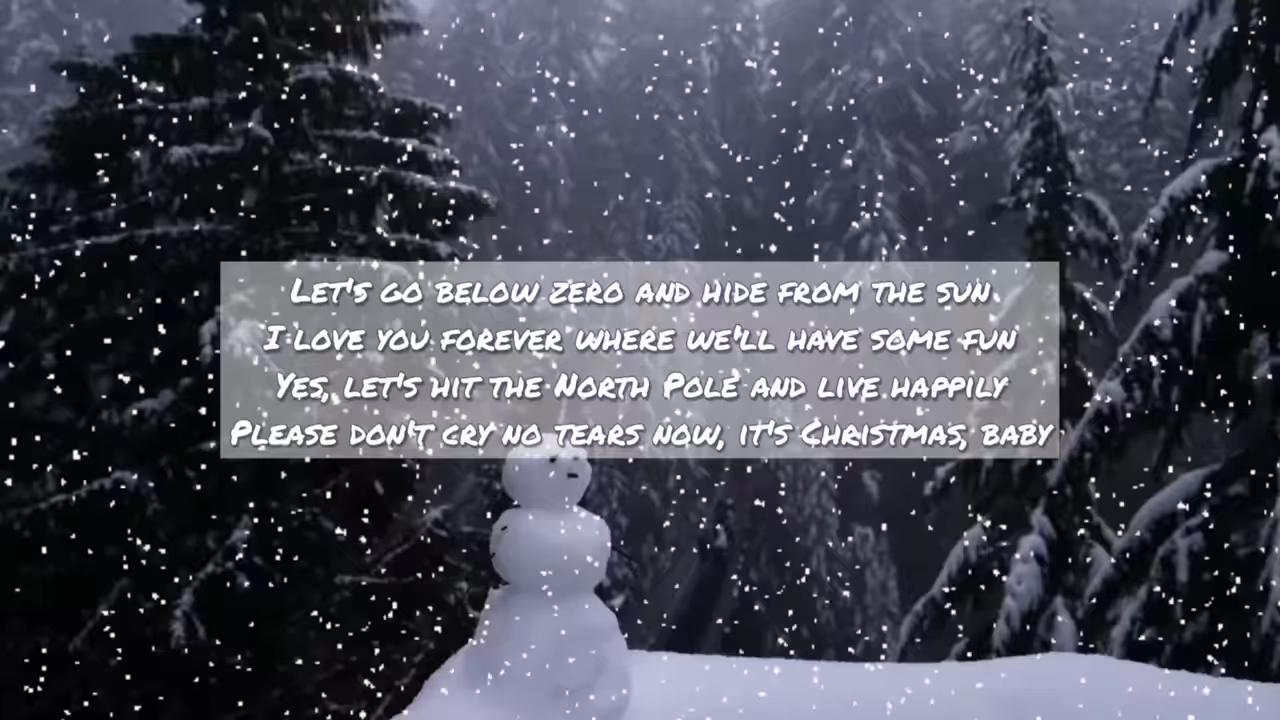 Let's go below zero and hide from the sun
I love you forever where we'll have some fun
Yes, let's hit the North Pole and live happily
Please don't cry no tears now, it's Christmas, baby